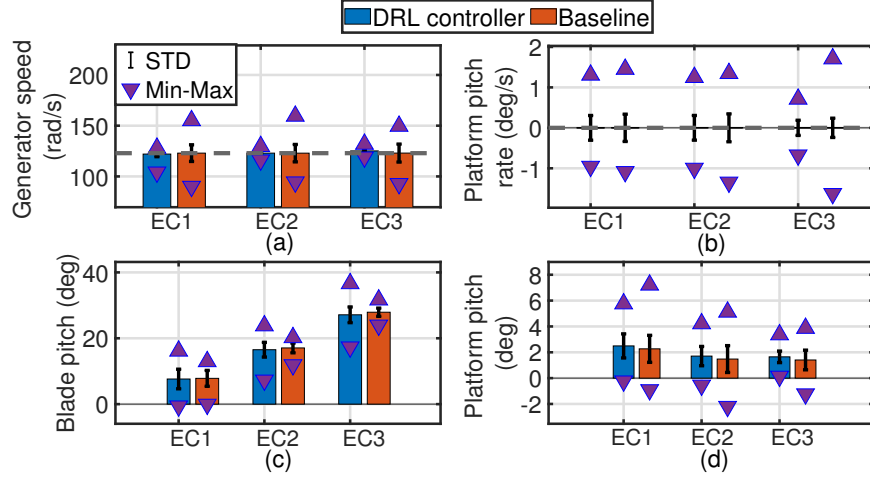 DRL controller Baseline
STD
Min-Max
Generator speed
(rad/s)
200
150
100
EC1 EC2 EC3
(a)
Platform pitch
rate (deg/s)
2
1
0
-1
EC1 EC2 EC3
(b)
Blade pitch (deg)
40
20
0
EC1 EC2 EC3
(c)
Platform pitch
(deg)
8
6
4
2
0
-2
EC1 EC2 EC3
(d)